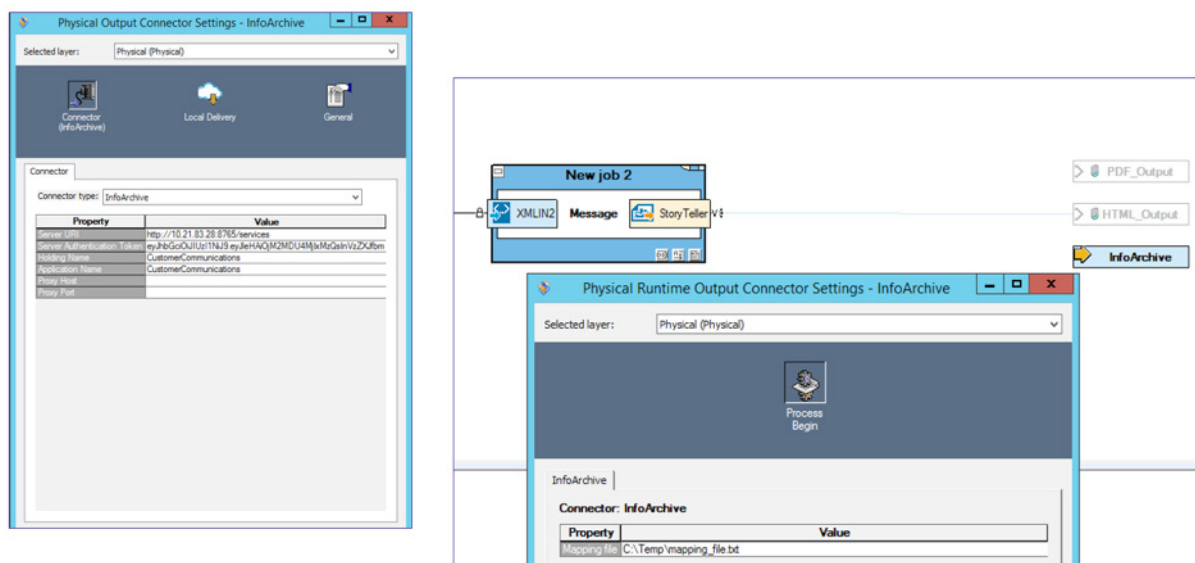 Physical Output Connector Settings - InfoArchive
Selected layer: Physical (Physical)
Connector (InfoArchive)
Local Delivery
General
Connector
Connector type: InfoArchive
Property Value
Server URI http://10.21.83.28:8765/services
Server Authentication Token
Holding Name CustomerCommunications
Application Name CustomerCommunications
Proxy Host
Proxy Port
New job 2
XMLIN2 Message StoryTeller
PDF_Output
HTML_Output
InfoArchive
Physical Runtime Output Connector Settings - InfoArchive
Selected layer: Physical (Physical)
Process
Begin
InfoArchive
Connector: InfoArchive
Property Value
Mapping file C:\Temp\mapping_file.txt